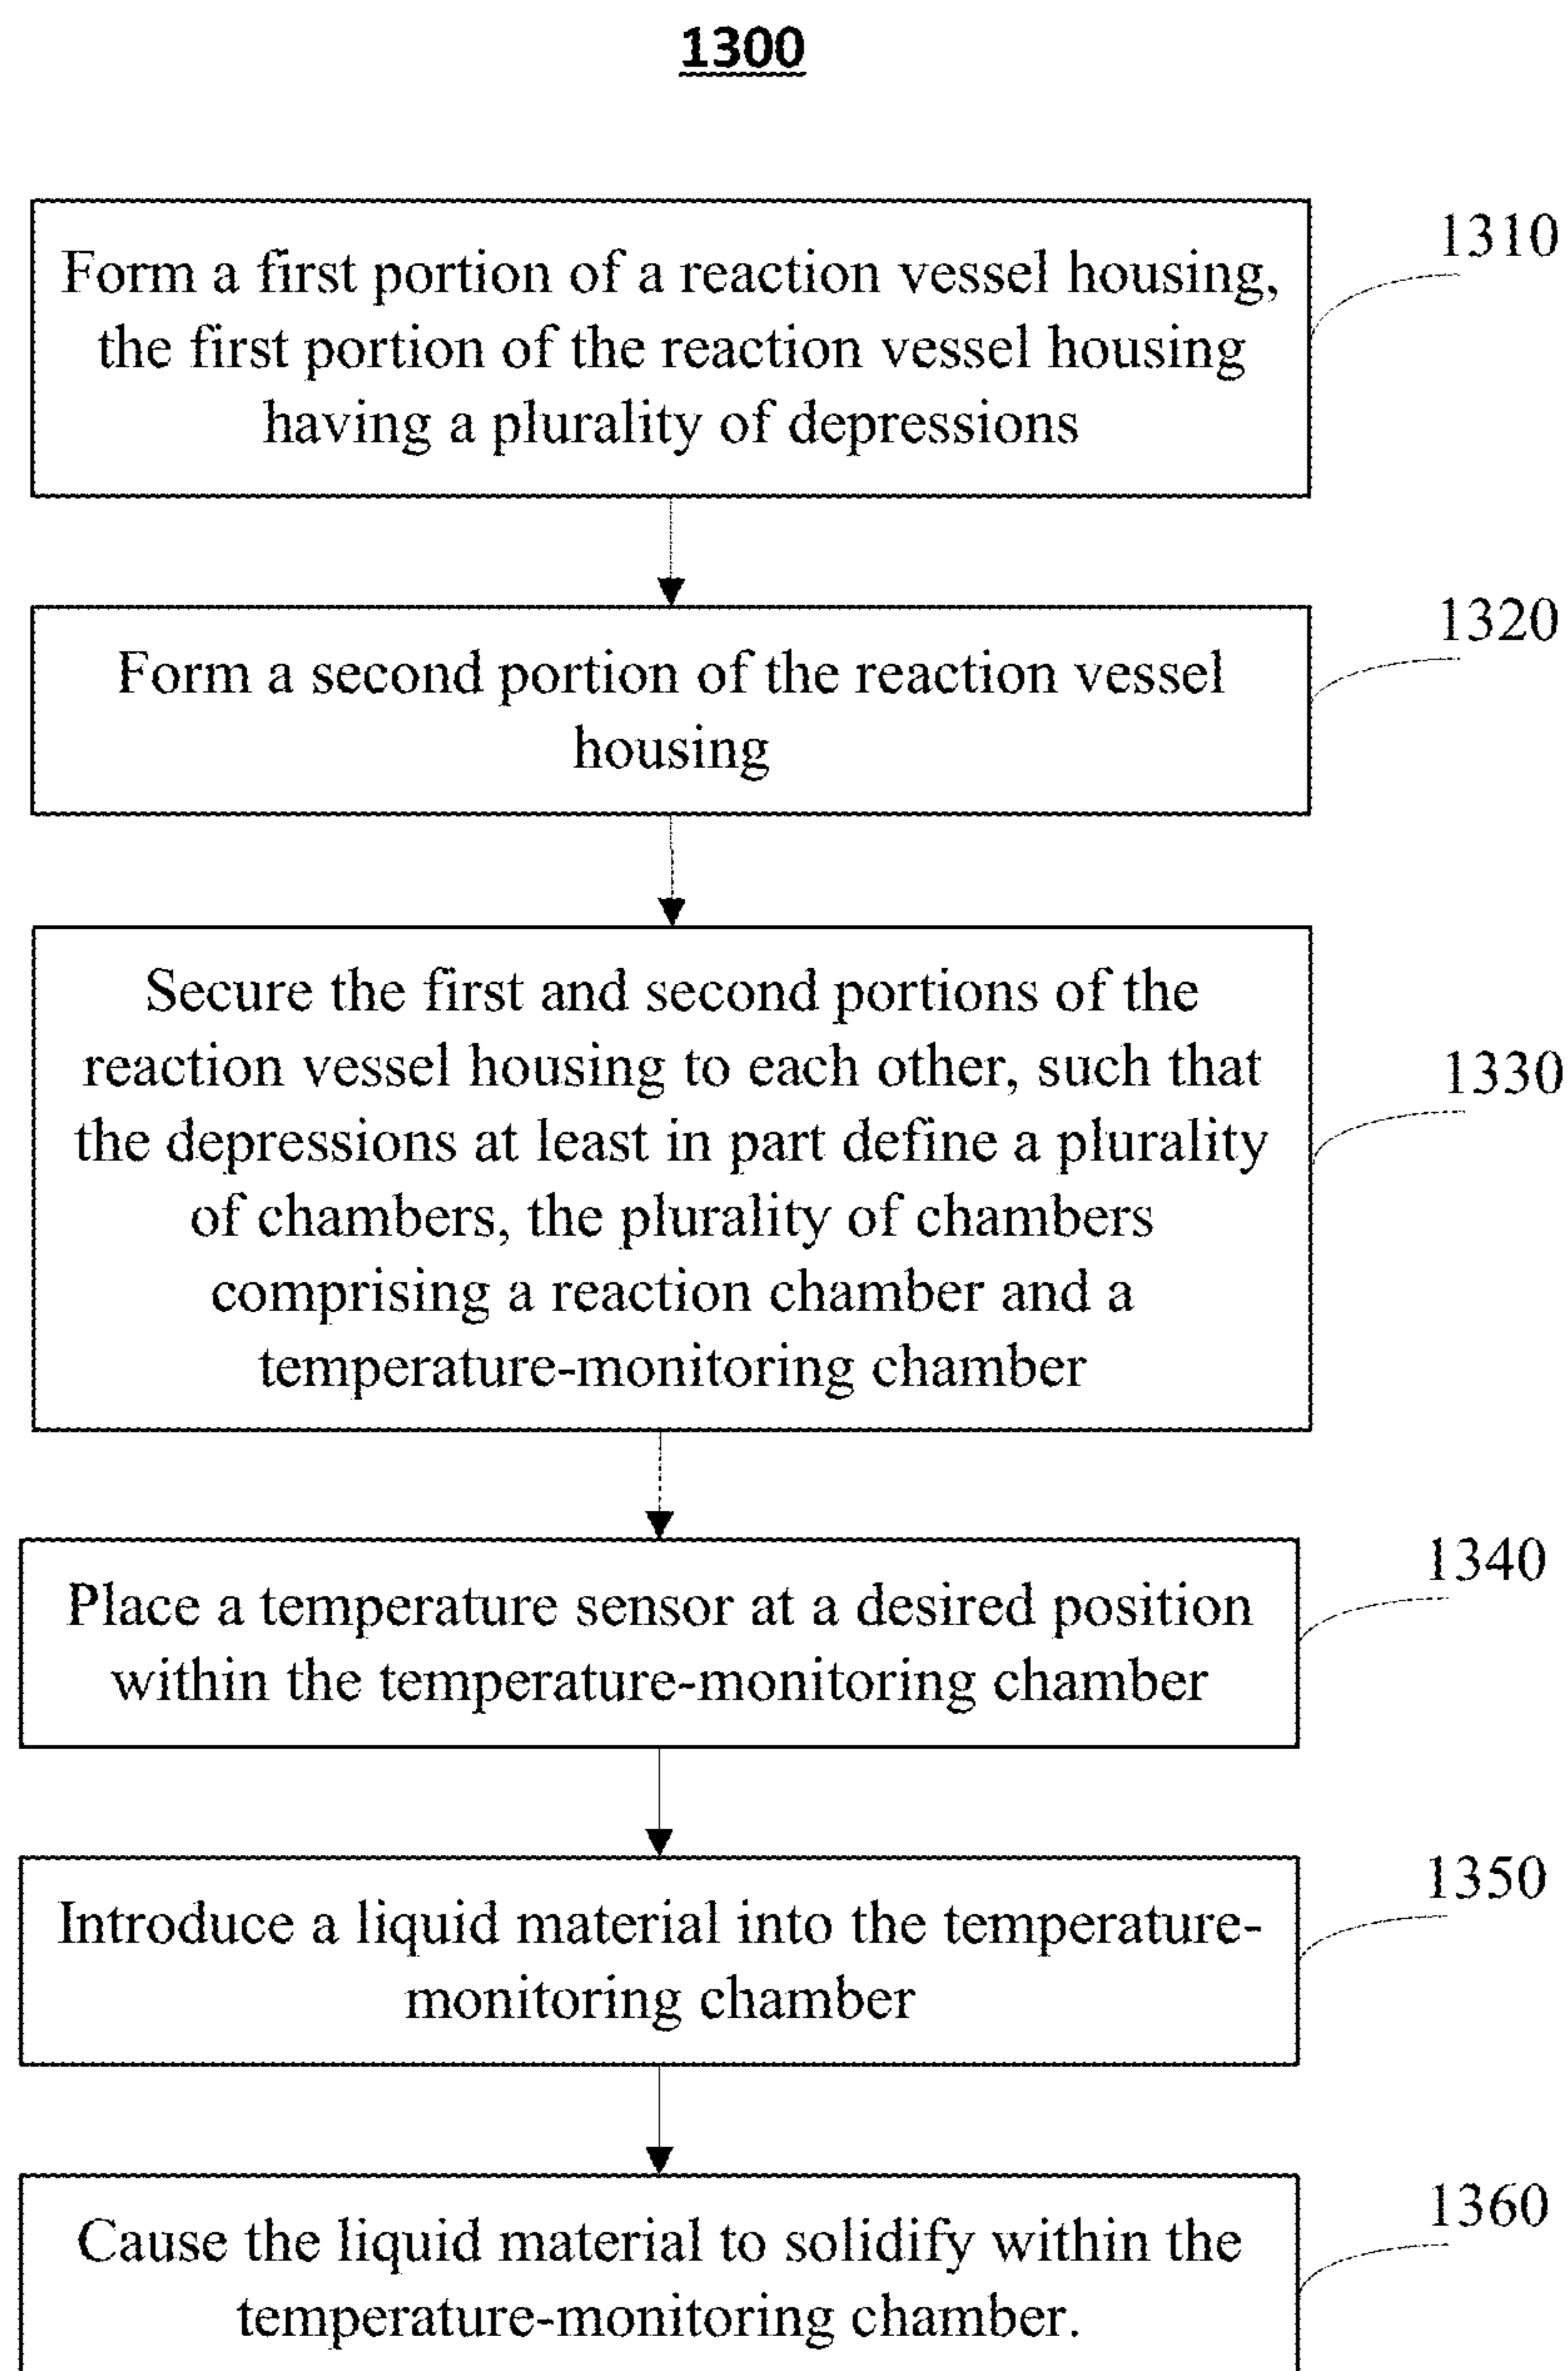 1300
Form a first portion of a reaction vessel housing,
the first portion of the reaction vessel housing
having a plurality of depressions
1310
Form a second portion of the reaction vessel
housing
1320
Secure the first and second portions of the
reaction vessel housing to each other, such that
the depressions at least in part define a plurality
of chambers, the plurality of chambers
comprising a reaction chamber and a
temperature-monitoring chamber
1330
Place a temperature sensor at a desired position
within the temperature-monitoring chamber
1340
Introduce a liquid material into the temperature-
monitoring chamber
1350
Cause the liquid material to solidify within the
temperature-monitoring chamber.
1360